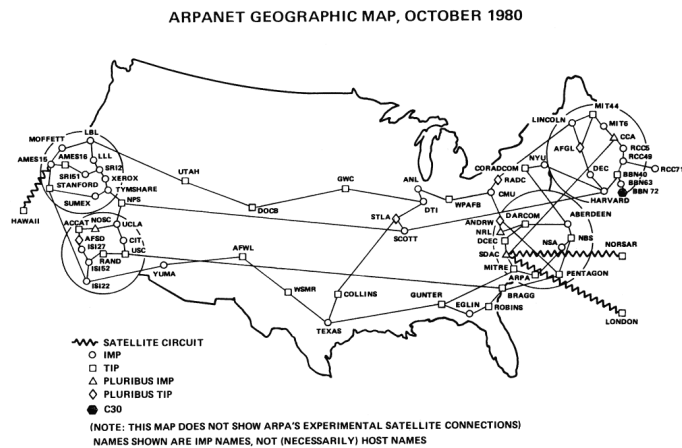 ARPANET GEOGRAPHIC MAP, OCTOBER 1980
MIT44
LINCOLN
MIT6
CCA
RCC5
RCC49
RCC71
AFGL
DEC
BBN40
BBN63
BBN 72
HARVARD
MOFFETT
LBL
AMES15
AMES16
LLL
SRI51
SRI2
STANFORD
XEROX
TYMSHARE
SUMEX
NPS
HAWAII
UTAH
GWC
DOCB
ANL
DTI
WPAFB
CORADCOM
NYU
RADC
CMU
STLA
SCOTT
ANDRW
DARCOM
ABERDEEN
NRL
DCEC
NSA
NBS
SDAC
NORSAR
MITRE
ARPA
PENTAGON
ACCAT
NOSC
UCLA
AFSD
CIT
ISI27
RAND
USC
ISI52
ISI22
YUMA
AFWL
WSMR
COLLINS
TEXAS
GUNTER
EGLIN
ROBINS
BRAGG
LONDON
SATELLITE CIRCUIT
IMP
TIP
PLURIBUS IMP
PLURIBUS TIP
C30
(NOTE: THIS MAP DOES NOT SHOW ARPA'S EXPERIMENTAL SATELLITE CONNECTIONS)
NAMES SHOWN ARE IMP NAMES, NOT (NECESSARILY) HOST NAMES